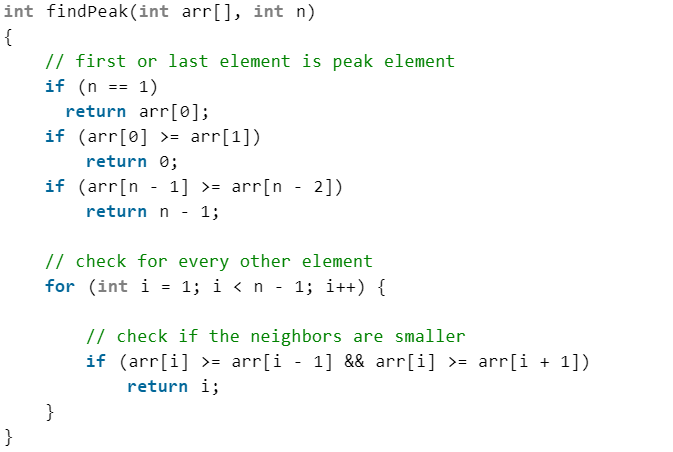 int findPeak(int arr[], int n)
{
    // first or last element is peak element
    if (n == 1)
      return arr[0];
    if (arr[0] >= arr[1])
        return 0;
    if (arr[n - 1] >= arr[n - 2])
        return n - 1;

    // check for every other element
    for (int i = 1; i < n - 1; i++) {

        // check if the neighbors are smaller
        if (arr[i] >= arr[i - 1] && arr[i] >= arr[i + 1])
            return i;
    }
}